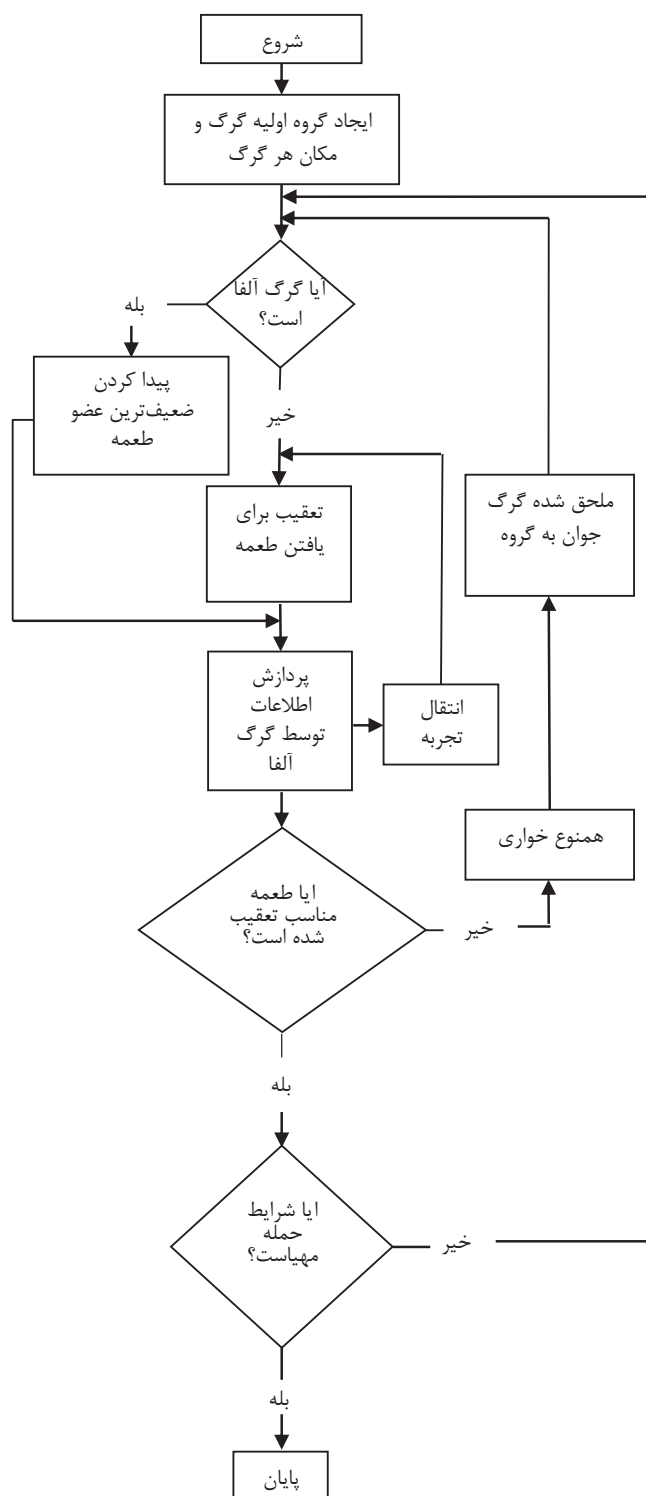 شروع
ایجاد گروه اولیه گرگ و
مکان هر گرگ
آیا گرگ آلفا
است؟
بله
پیدا کردن
ضعیف‌ترین عضو
طعمه
خیر
تعقیب برای
یافتن طعمه
ملحق شده گرگ
جوان به گروه
پردازش
اطلاعات
توسط گرگ
آلفا
انتقال
تجربه
همنوع خواری
ایا طعمه
مناسب تعقیب
شده است؟
خیر
بله
ایا شرایط
حمله
مهیاست؟
خیر
بله
پایان